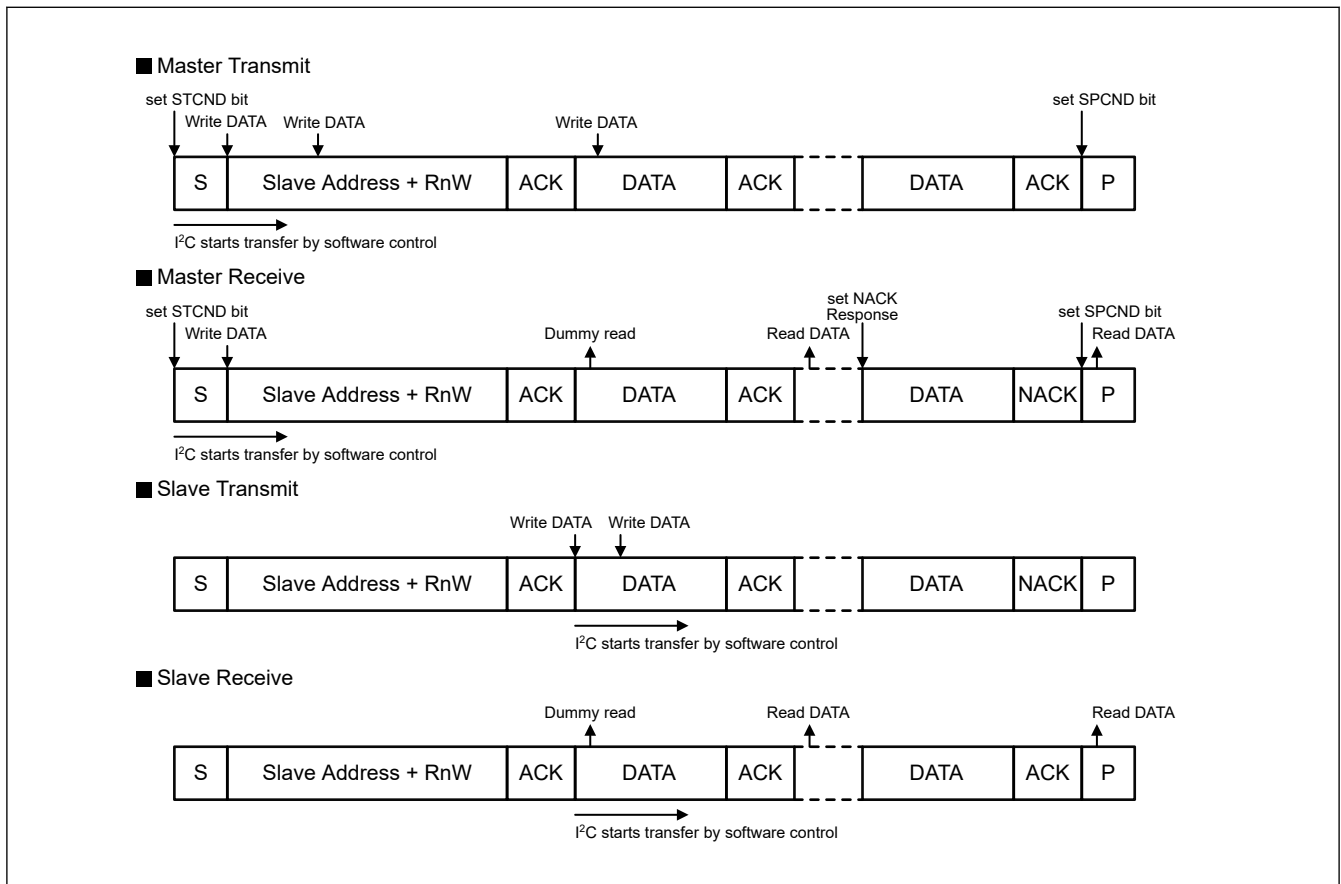 ■ Master Transmit
set STCND bit
set SPCND bit
Write DATA Write DATA Write DATA
S Slave Address + RnW ACK DATA ACK DATA ACK P
I²C starts transfer by software control
■ Master Receive
set NACK
Response
set STCND bit
set SPCND bit
Write DATA Dummy read Read DATA Read DATA
S Slave Address + RnW ACK DATA ACK DATA NACK P
I²C starts transfer by software control
■ Slave Transmit
Write DATA Write DATA
S Slave Address + RnW ACK DATA ACK DATA NACK P
I²C starts transfer by software control
■ Slave Receive
Dummy read Read DATA Read DATA
S Slave Address + RnW ACK DATA ACK DATA ACK P
I²C starts transfer by software control